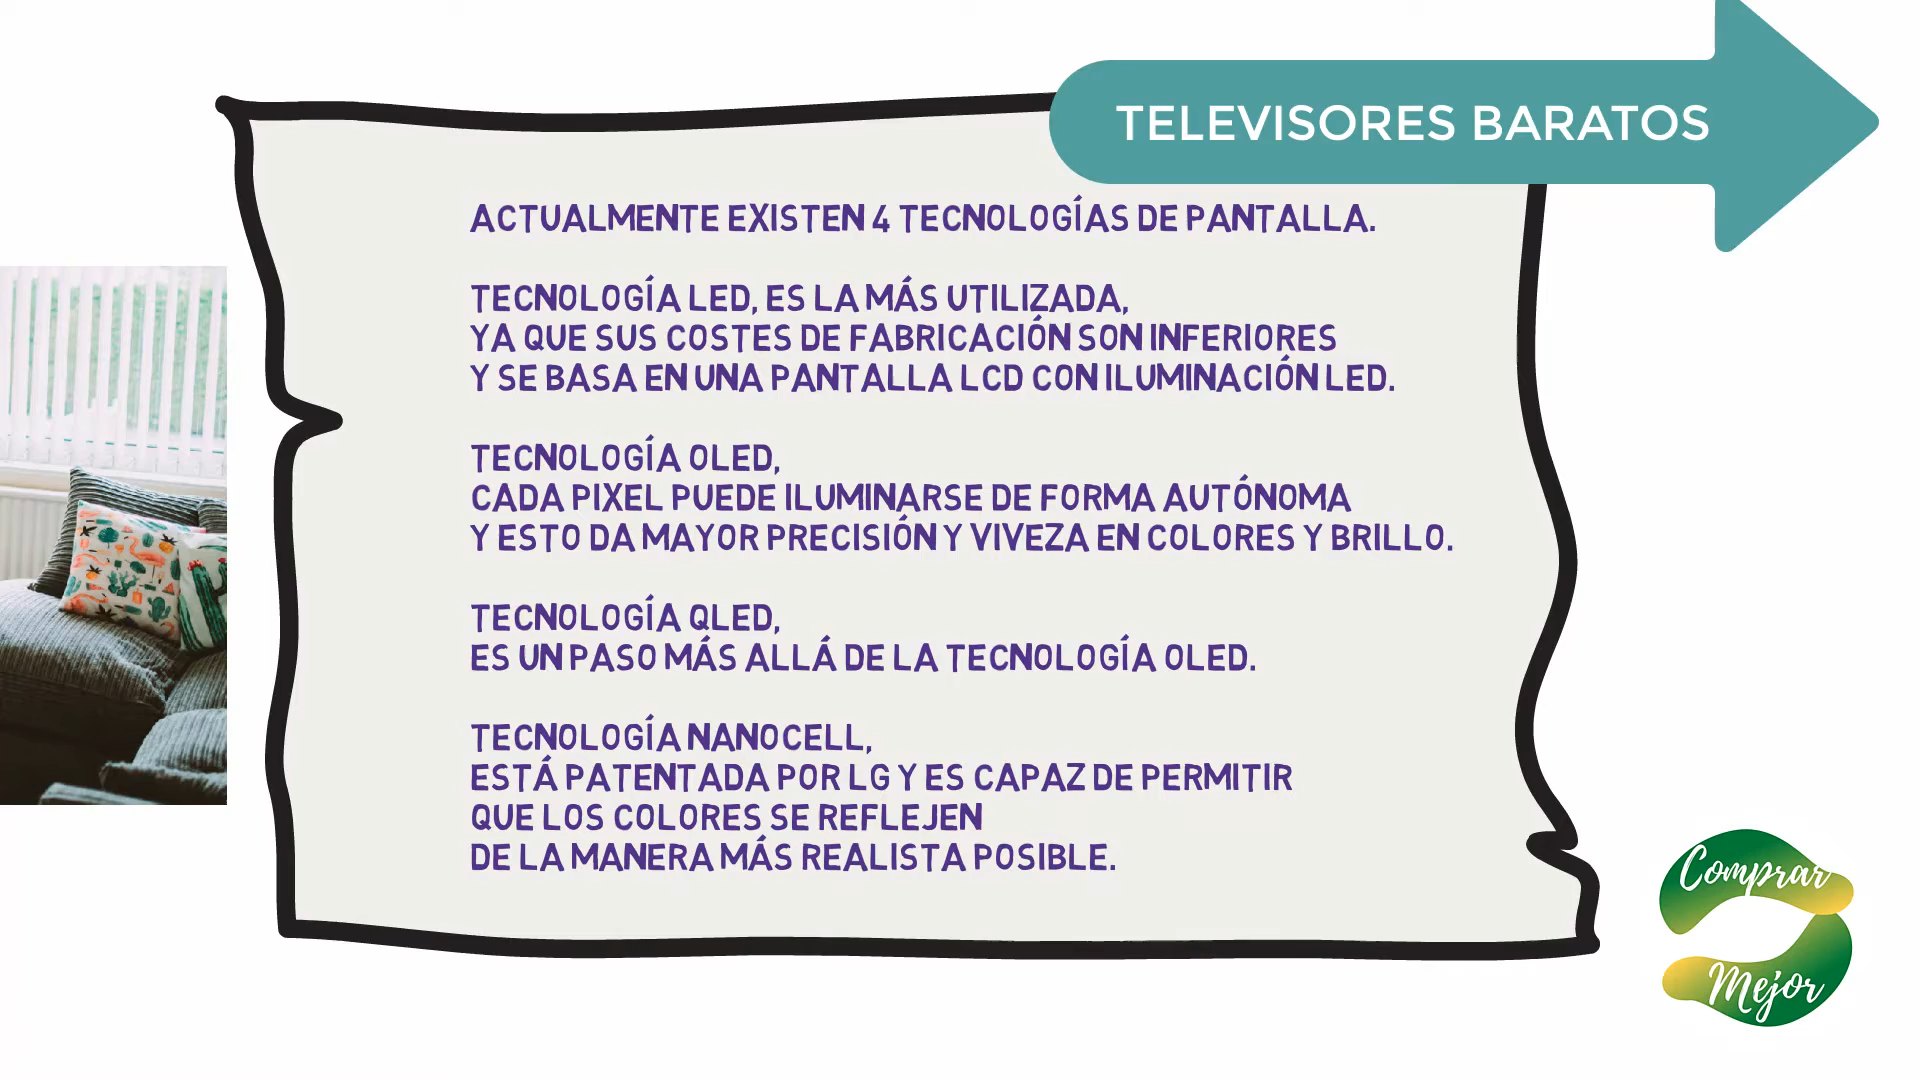 TELEVISORES BARATOS
ACTUALMENTE EXISTEN 4 TECNOLOGÍAS DE PANTALLA.
TECNOLOGÍA LED, ES LA MÁS UTILIZADA,
YA QUE SUS COSTES DE FABRICACIÓN SON INFERIORES
Y SE BASA EN UNA PANTALLA LCD CON ILUMINACIÓN LED.
TECNOLOGÍA OLED,
CADA PIXEL PUEDE ILUMINARSE DE FORMA AUTÓNOMA
Y ESTO DA MAYOR PRECISIÓN Y VIVEZA EN COLORES Y BRILLO.
TECNOLOGÍA QLED,
ES UN PASO MÁS ALLÁ DE LA TECNOLOGÍA OLED.
TECNOLOGÍA NANOCELL,
ESTÁ PATENTADA POR LG Y ES CAPAZ DE PERMITIR
QUE LOS COLORES SE REFLEJEN
DE LA MANERA MÁS REALISTA POSIBLE.
Comprar
Mejor